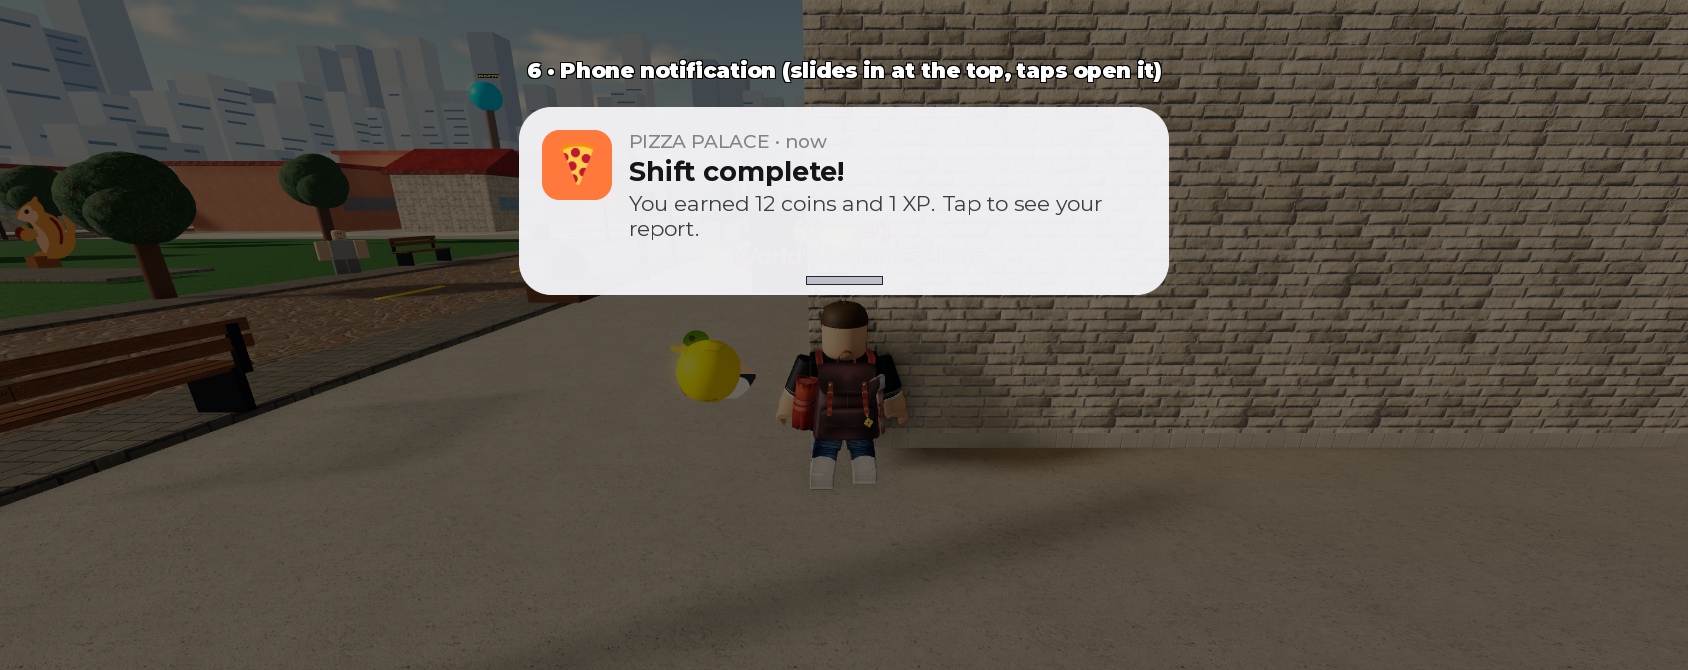 6 • Phone notification (slides in at the top, taps open it)
PIZZA PALACE • now
Shift complete!
You earned 12 coins and 1 XP. Tap to see your
report.
World